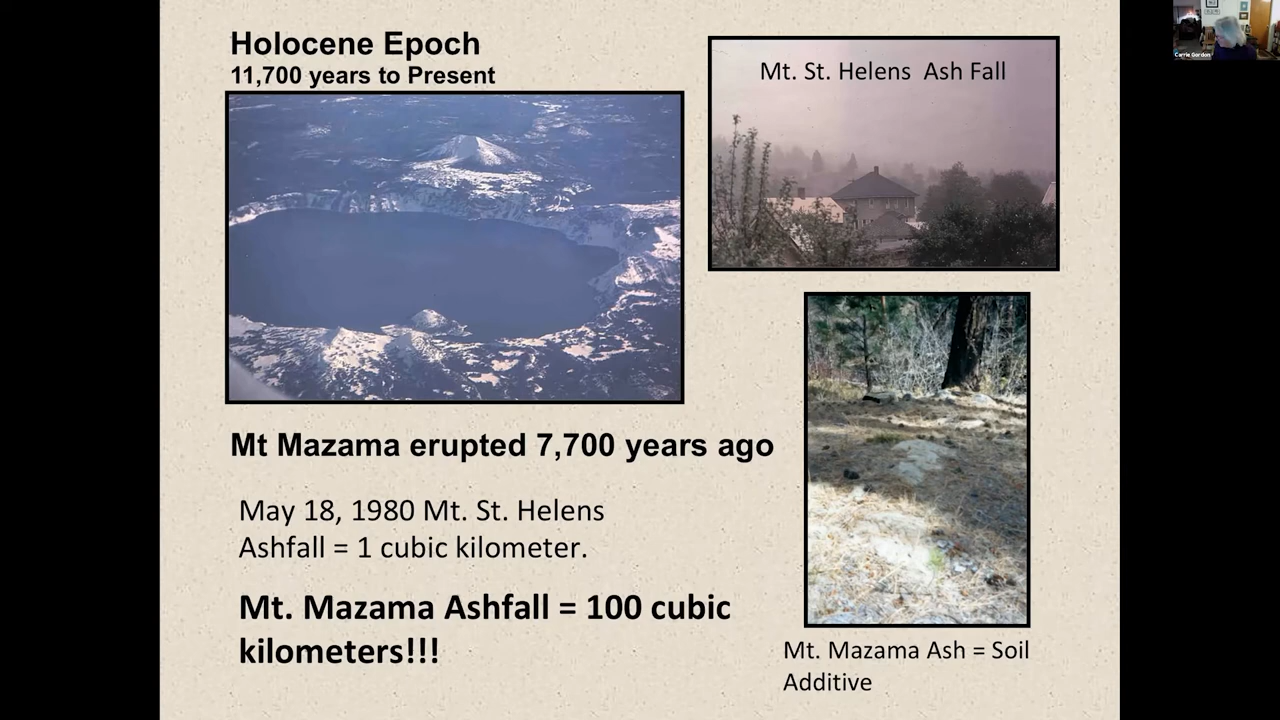 Holocene Epoch
11,700 years to Present
Mt. St. Helens Ash Fall
Mt Mazama erupted 7,700 years ago
May 18, 1980 Mt. St. Helens
Ashfall = 1 cubic kilometer.
Mt. Mazama Ashfall = 100 cubic
kilometers!!!
Mt. Mazama Ash = Soil
Additive
Carrie Gordon